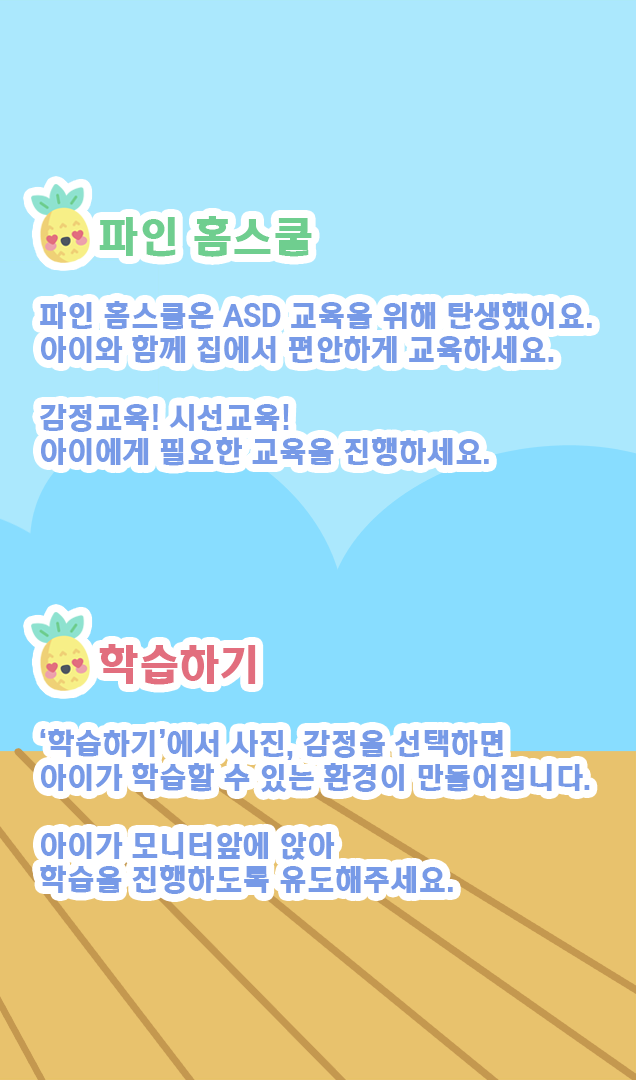 파인 홈스쿨
파인 홈스쿨은 ASD 교육을 위해 탄생했어요.
아이와 함께 집에서 편안하게 교육하세요.
감정교육! 시선교육!
아이에게 필요한 교육을 진행하세요.
학습하기
‘학습하기’에서 사진, 감정을 선택하면
아이가 학습할 수 있는 환경이 만들어집니다.
아이가 모니터앞에 앉아
학습을 진행하도록 유도해주세요.